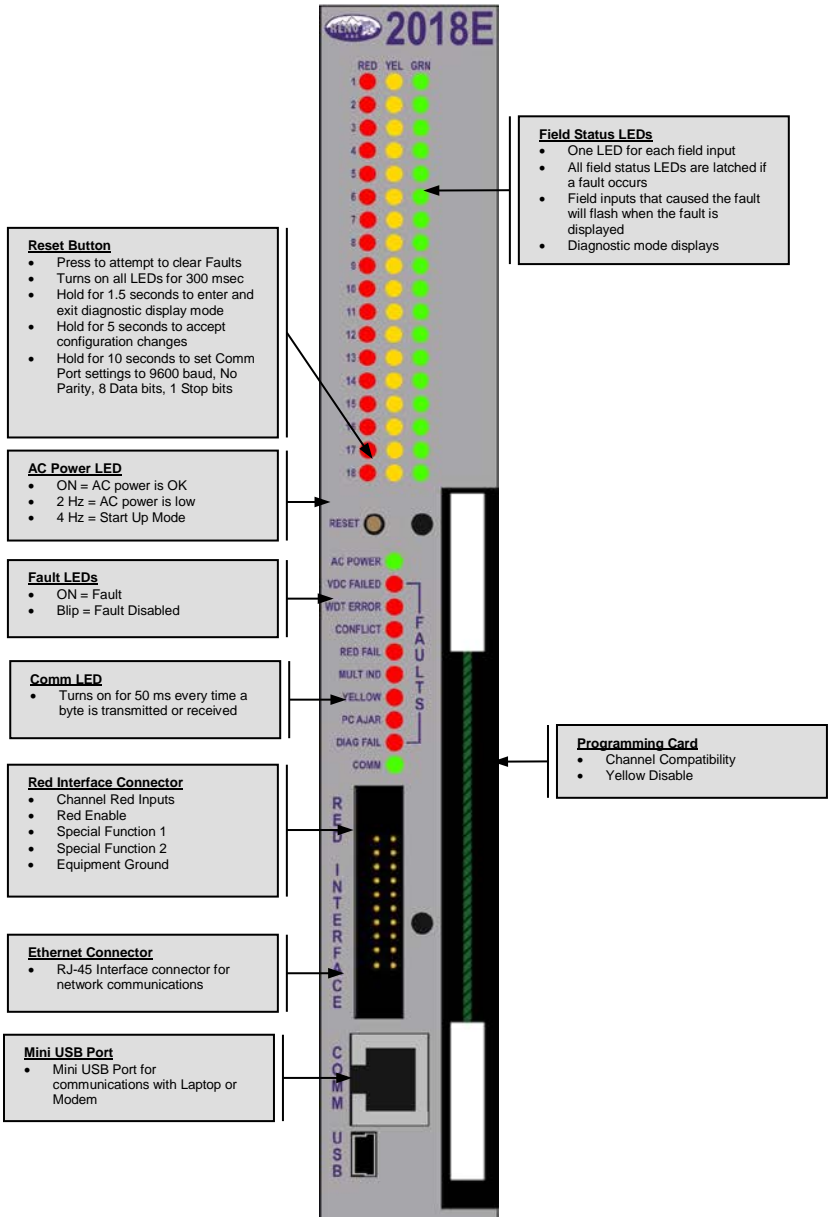 RENO A&E
2018E
RED YEL GRN
1
2
3
4
5
6
7
8
9
10
11
12
13
14
15
16
17
18
RESET
AC POWER
VDC FAILED
WDT ERROR
CONFLICT
RED FAIL
MULT IND
YELLOW
PC AJAR
DIAG FAIL
FAULTS
COMM
RED INTERFACE
COMM
USB
Reset Button
• Press to attempt to clear Faults
• Turns on all LEDs for 300 msec
• Hold for 1.5 seconds to enter and
exit diagnostic display mode
• Hold for 5 seconds to accept
configuration changes
• Hold for 10 seconds to set Comm
Port settings to 9600 baud, No
Parity, 8 Data bits, 1 Stop bits
AC Power LED
• ON = AC power is OK
• 2 Hz = AC power is low
• 4 Hz = Start Up Mode
Fault LEDs
• ON = Fault
• Blip = Fault Disabled
Comm LED
• Turns on for 50 ms every time a
byte is transmitted or received
Red Interface Connector
• Channel Red Inputs
• Red Enable
• Special Function 1
• Special Function 2
• Equipment Ground
Ethernet Connector
• RJ-45 Interface connector for
network communications
Mini USB Port
• Mini USB Port for
communications with Laptop or
Modem
Field Status LEDs
• One LED for each field input
• All field status LEDs are latched if
a fault occurs
• Field inputs that caused the fault
will flash when the fault is
displayed
• Diagnostic mode displays
Programming Card
• Channel Compatibility
• Yellow Disable